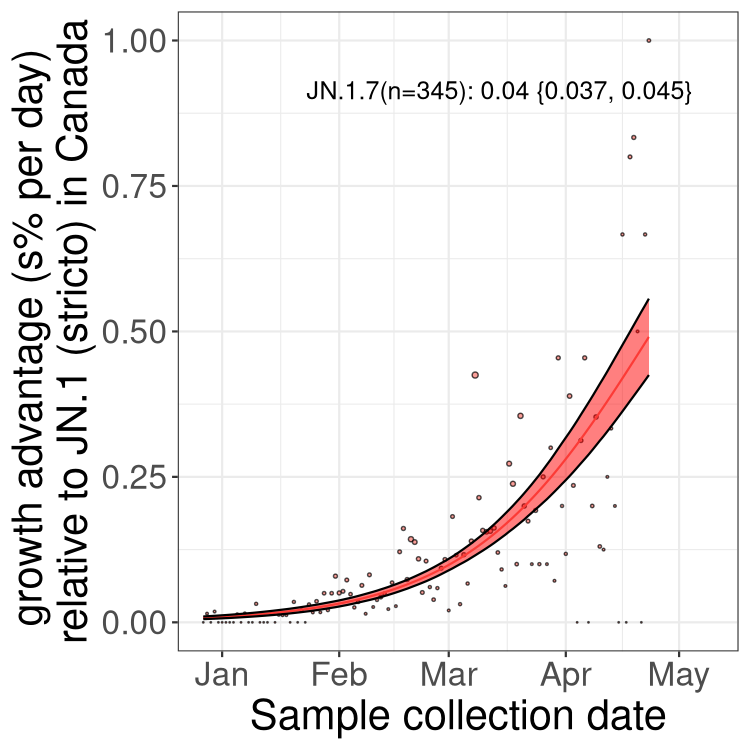 growth advantage (s% per day)
relative to JN.1 (stricto) in Canada
1.00
0.75
0.50
0.25
0.00
JN.1.7(n=345): 0.04 {0.037, 0.045}
Jan Feb Mar Apr May
Sample collection date